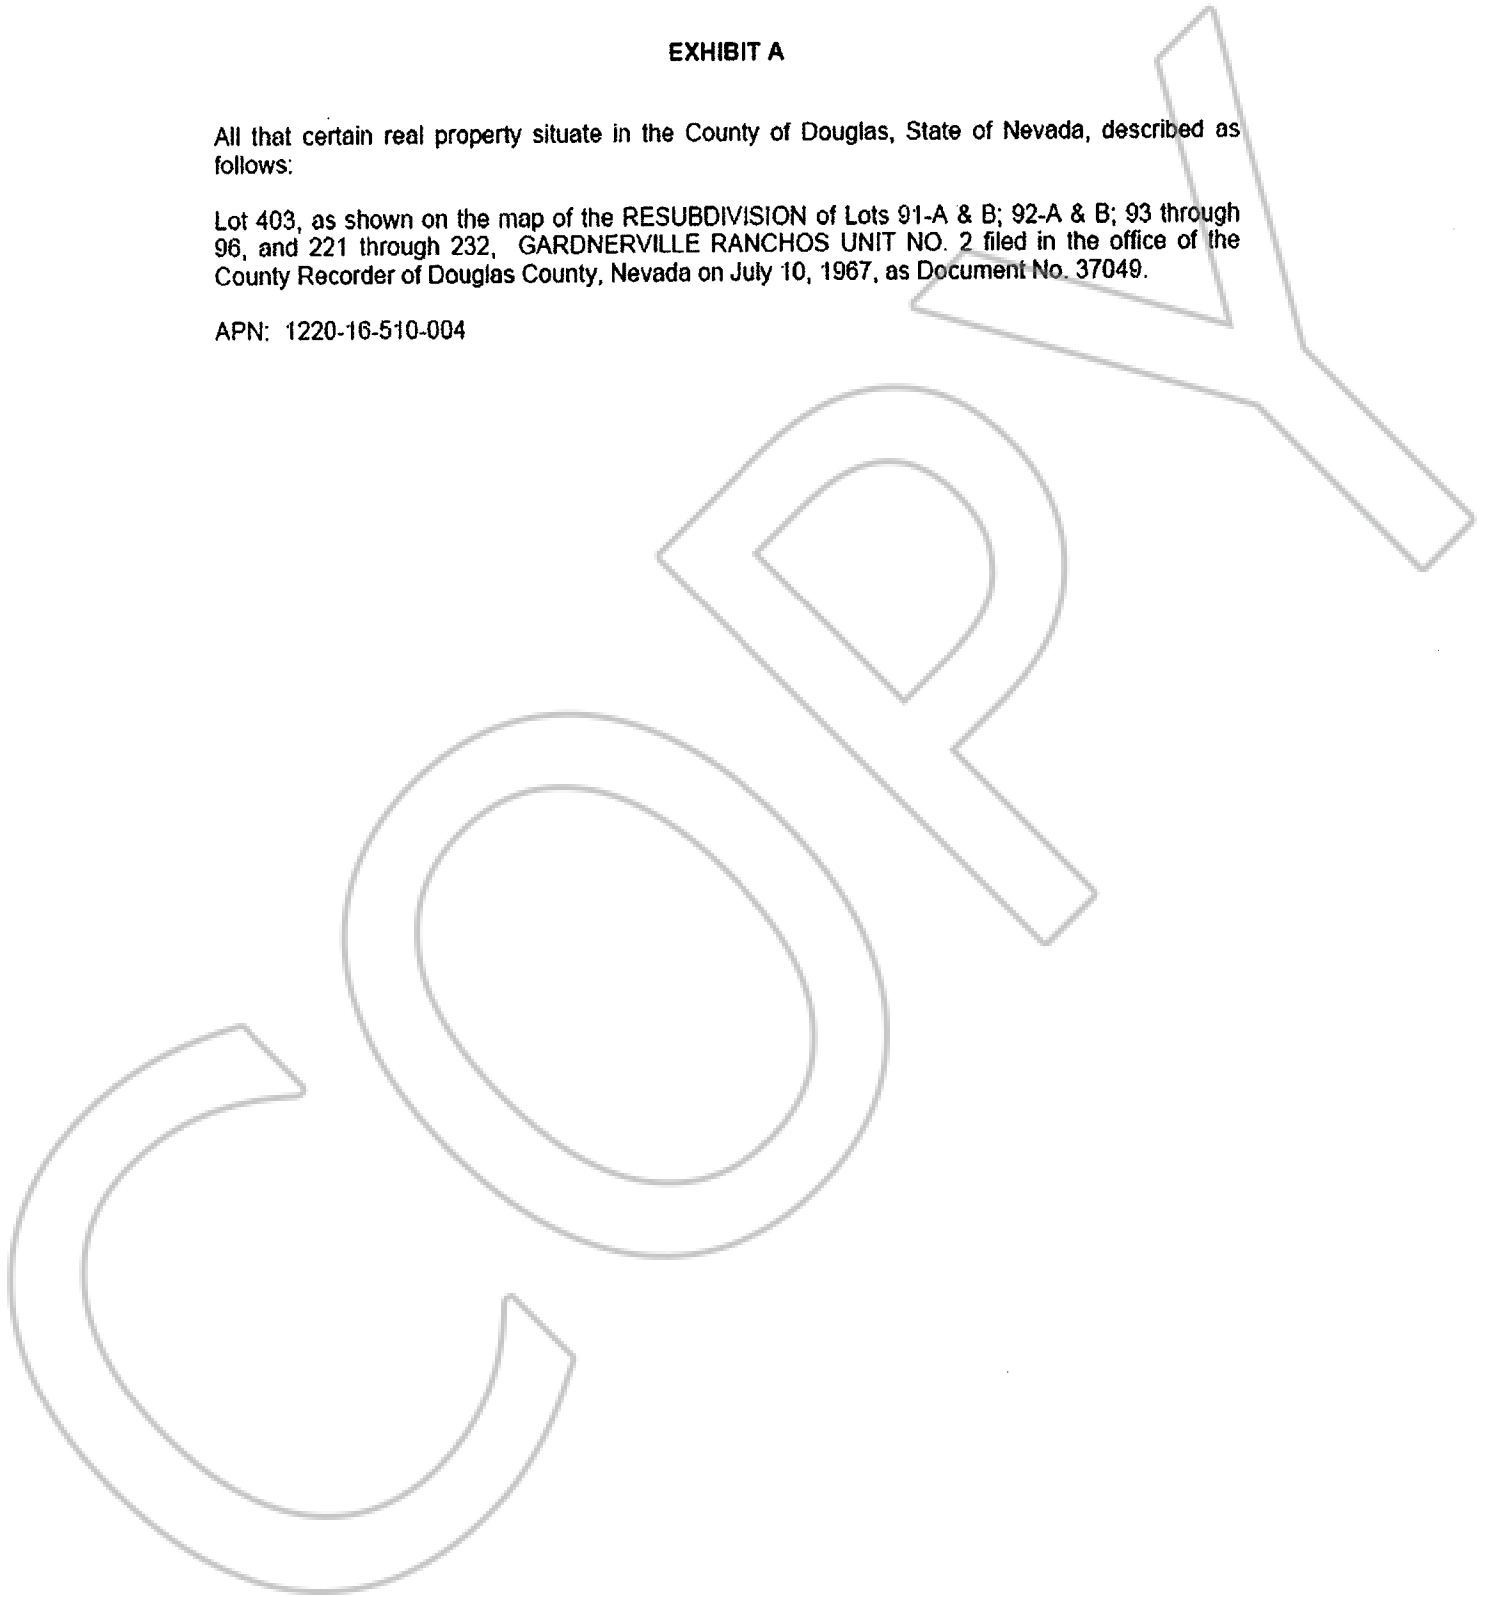 EXHIBIT A
All that certain real property situate in the County of Douglas, State of Nevada, described as
follows:
Lot 403, as shown on the map of the RESUBDIVISION of Lots 91-A & B; 92-A & B; 93 through
96, and 221 through 232, GARDNERVILLE RANCHOS UNIT NO. 2 filed in the office of the
County Recorder of Douglas County, Nevada on July 10, 1967, as Document No. 37049.
APN: 1220-16-510-004
COPY